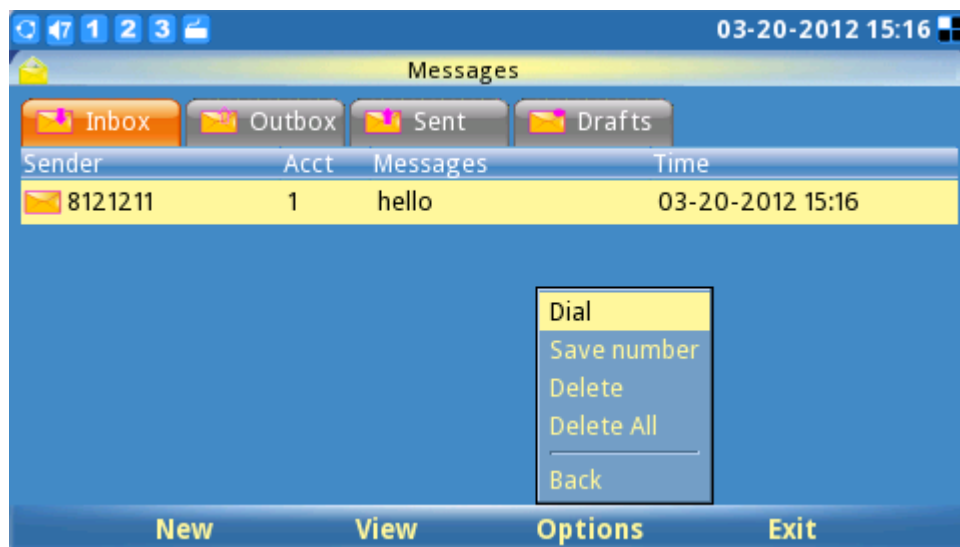 7 1 2 3 03-20-2012 15:16
Messages
Inbox Outbox Sent Drafts
Sender Acct Messages Time
8121211 1 hello 03-20-2012 15:16
Dial
Save number
Delete
Delete All
Back
New View Options Exit